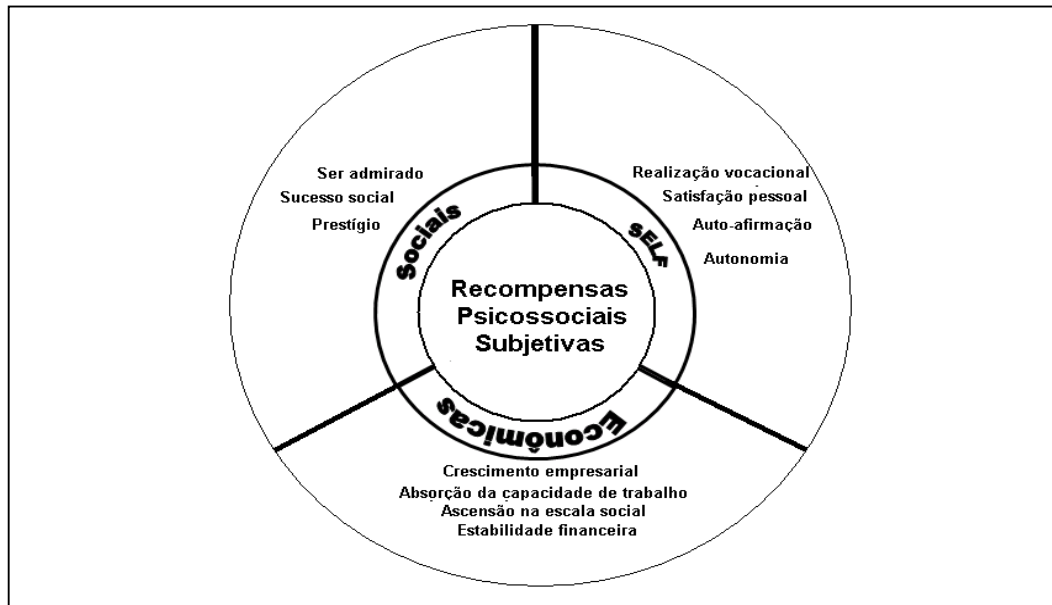 Ser admirado
Sucesso social
Prestígio
Sociais
Realização vocacional
Satisfação pessoal
Auto-afirmação
Autonomia
SELF
Recompensas
Psicossociais
Subjetivas
Econômicas
Crescimento empresarial
Absorção da capacidade de trabalho
Ascensão na escala social
Estabilidade financeira